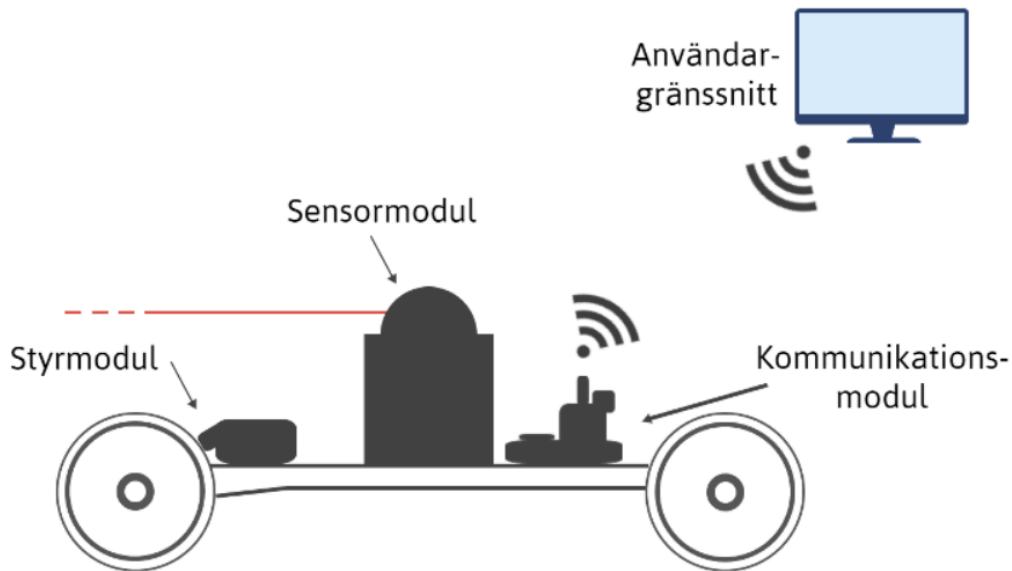 Användar-
gränssnitt
Sensormodul
Styrmodul
Kommunikations-
modul